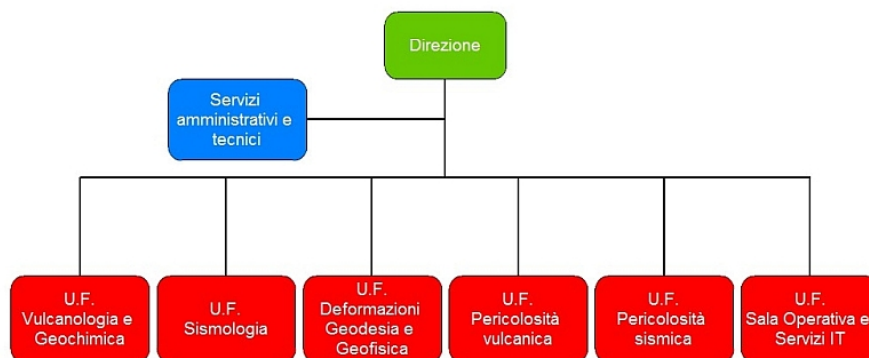 Direzione
Servizi
amministrativi e
tecnici
U.F.
Vulcanologia e
Geochimica
U.F.
Sismologia
U.F.
Deformazioni
Geodesia e
Geofisica
U.F.
Pericolosità
vulcanica
U.F.
Pericolosità
sismica
U.F.
Sala Operativa e
Servizi IT